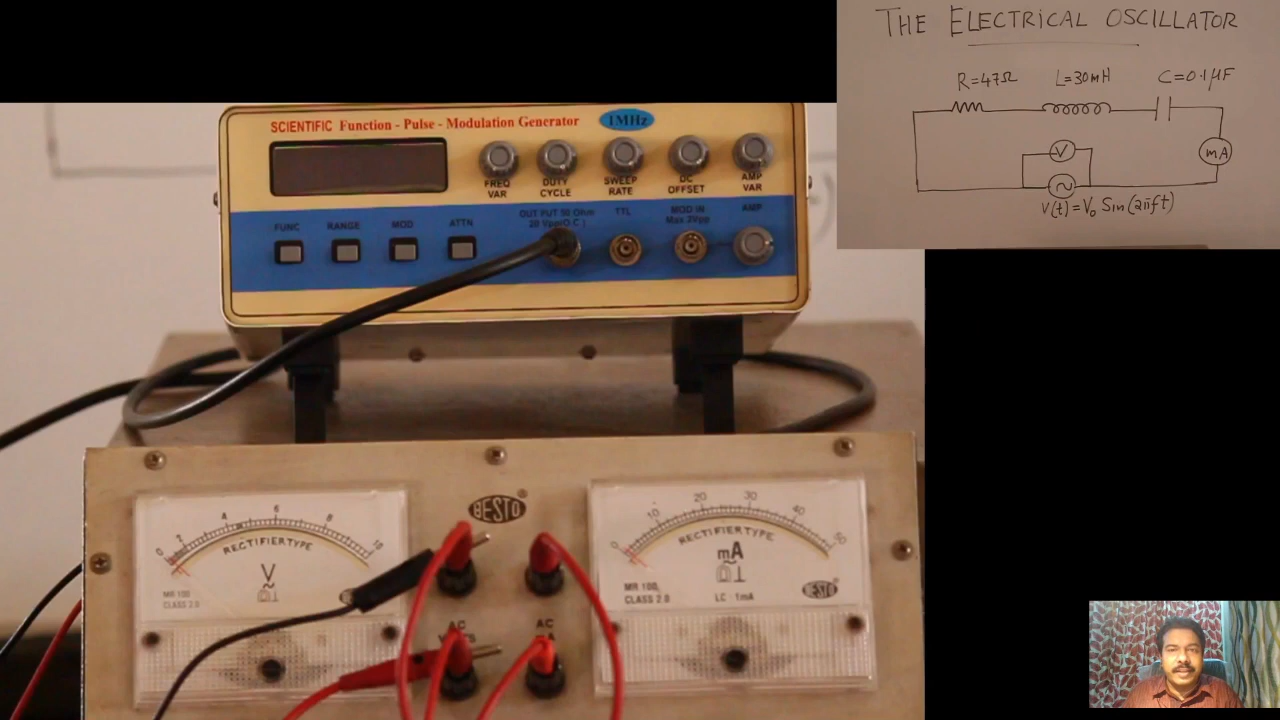 THE ELECTRICAL OSCILLATOR
R=47Ω L=30mH C=0.1μF
V
mA
V(t)=V₀ Sin(2πft)
SCIENTIFIC Function - Pulse - Modulation Generator 1MHz
FREQ VAR
DUTY CYCLE
SWEEP RATE
DC OFFSET
AMP VAR
FUNC RANGE MOD ATTN
OUT PUT 50 Ohm
TTL
MOD IN
Max 2Vpp
AMP
BESTO
0 2 4 6 8 10
RECTIFIER TYPE
V
MR 100
CLASS 2.0
0 10 20 30 40 50
RECTIFIER TYPE
mA
MR 100
CLASS 2.0
LC : 1mA
BESTO
AC
AC